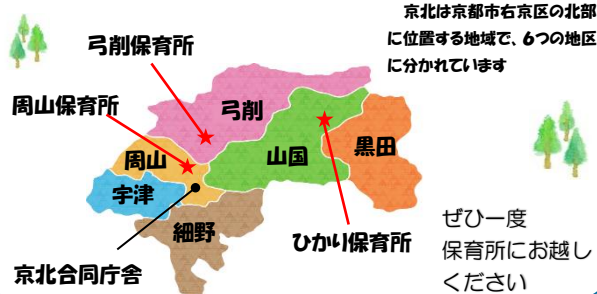 京北は京都市右京区の北部
に位置する地域で、6つの地区
に分かれています
弓削保育所
周山保育所
弓削
周山
山国
黒田
宇津
細野
ひかり保育所
京北合同庁舎
ぜひ一度
保育所にお越し
ください